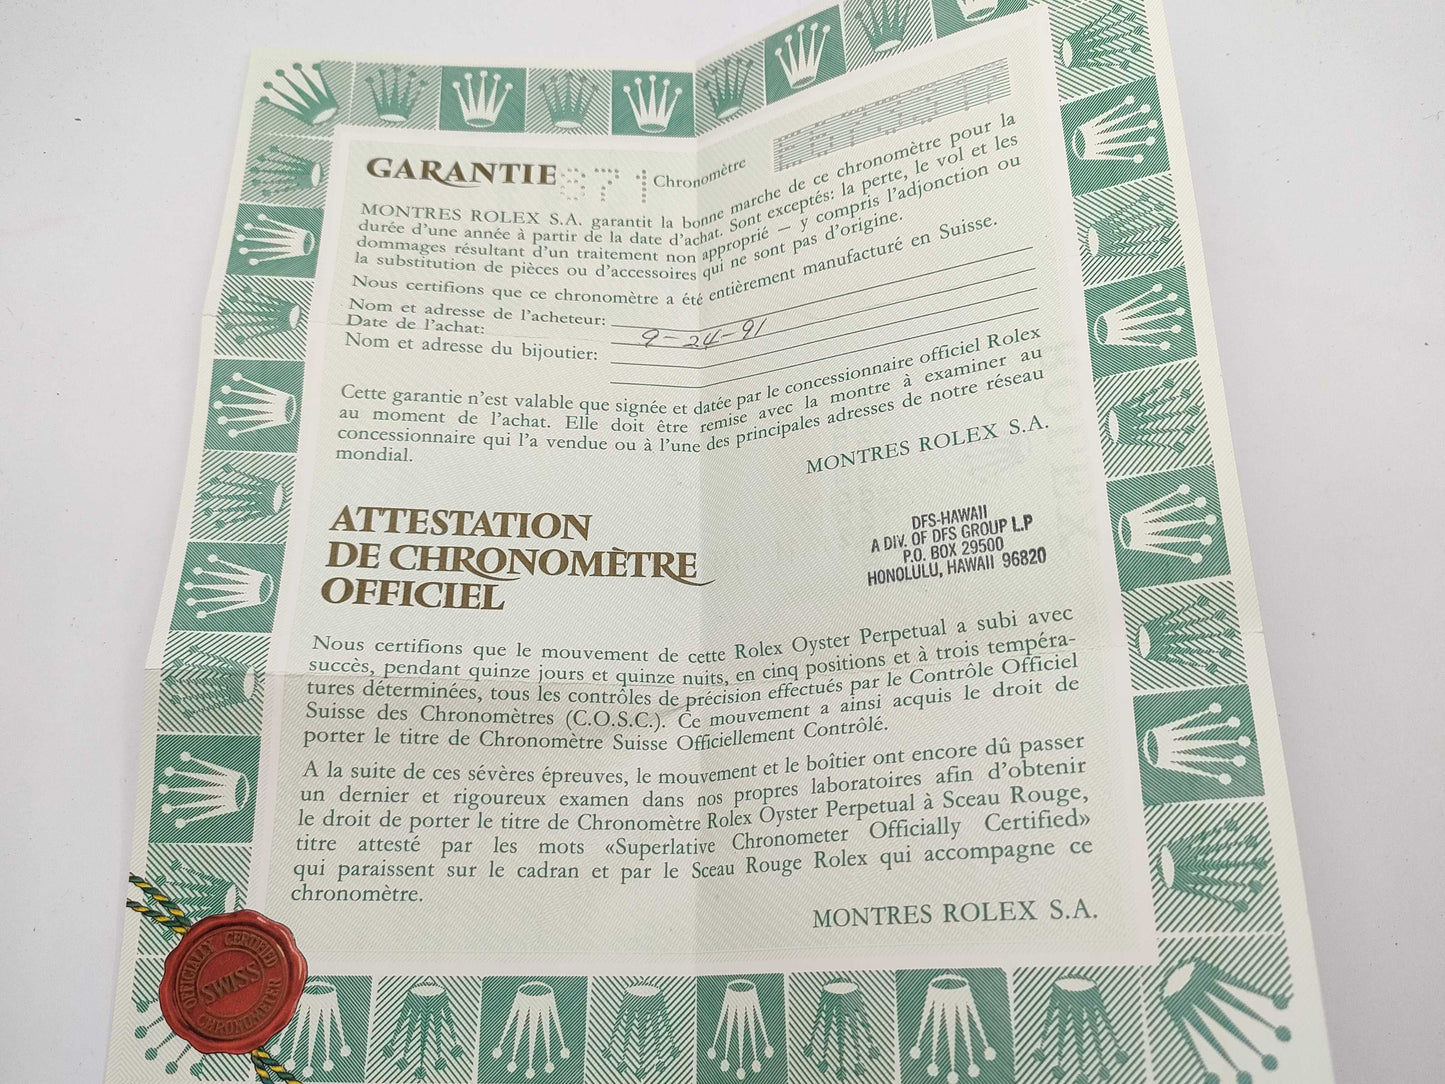 GARANTIE 871 Chronomètre
MONTRES ROLEX S.A. garantit la bonne marche de ce chronomètre pour la
durée d'une année à partir de la date d'achat. Sont exceptés: la perte, le vol et les
dommages résultant d'un traitement non approprié — y compris l'adjonction ou
la substitution de pièces ou d'accessoires qui ne sont pas d'origine.
Nous certifions que ce chronomètre a été entièrement manufacturé en Suisse.
Nom et adresse de l'acheteur:
Date de l'achat: 9-24-91
Nom et adresse du bijoutier:
Cette garantie n'est valable que signée et datée par le concessionnaire officiel Rolex
au moment de l'achat. Elle doit être remise avec la montre à examiner au
concessionnaire qui l'a vendue ou à l'une des principales adresses de notre réseau
mondial.
MONTRES ROLEX S.A.
ATTESTATION
DE CHRONOMÈTRE
OFFICIEL
DFS-HAWAII
A DIV. OF DFS GROUP L.P
P.O. BOX 29500
HONOLULU, HAWAII 96820
Nous certifions que le mouvement de cette Rolex Oyster Perpetual a subi avec
succès, pendant quinze jours et quinze nuits, en cinq positions et à trois tempéra-
tures déterminées, tous les contrôles de précision effectués par le Contrôle Officiel
Suisse des Chronomètres (C.O.S.C.). Ce mouvement a ainsi acquis le droit de
porter le titre de Chronomètre Suisse Officiellement Contrôlé.
A la suite de ces sévères épreuves, le mouvement et le boîtier ont encore dû passer
un dernier et rigoureux examen dans nos propres laboratoires afin d'obtenir
le droit de porter le titre de Chronomètre Rolex Oyster Perpetual à Sceau Rouge,
titre attesté par les mots «Superlative Chronometer Officially Certified»
qui paraissent sur le cadran et par le Sceau Rouge Rolex qui accompagne ce
chronomètre.
MONTRES ROLEX S.A.
OFFICIALLY CERTIFIED
SWISS
CHRONOMETER